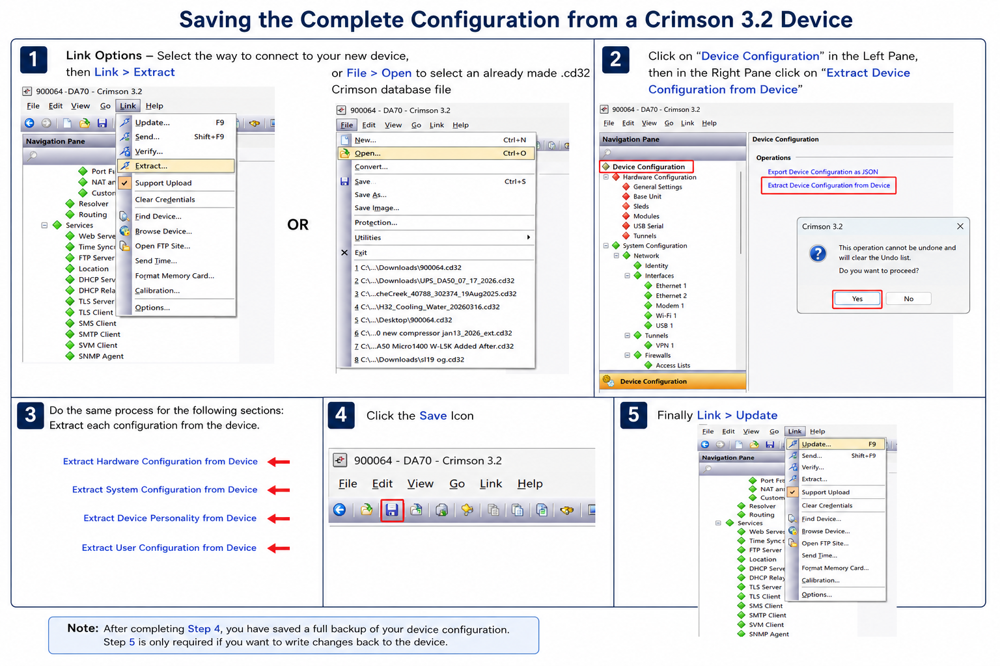 Saving the Complete Configuration from a Crimson 3.2 Device
1
Link Options – Select the way to connect to your new device,
then Link > Extract
or File > Open to select an already made .cd32
Crimson database file
900064 -DA70 - Crimson 3.2
File Edit View Go Link Help
Navigation Pane
Update... F9
Send... Shift+F9
Verify...
Extract...
Support Upload
Clear Credentials
Find Device...
Browse Device...
Open FTP Site...
Send Time...
Format Memory Card...
Calibration...
Options...
Port Fu
NAT an
Custon
Resolver
Routing
Services
Web Serve
Time Sync
FTP Server
Location
DHCP Serv
DHCP Rela
TLS Server
TLS Client
SMS Client
SMTP Client
SVM Client
SNMP Agent
OR
900064 - DA70 - Crimson 3.2
File Edit View Go Link Help
New... Ctrl+N
Open... Ctrl+O
Convert...
Save... Ctrl+S
Save As...
Save Image...
Protection...
Utilities
Exit
1 C:\...\Downloads\900064.cd32
2 C:\...\Downloads\UPS_DA50_07_17_2026.cd32
3 C:\...cheCreek_40788_302374_19Aug2025.cd32
4 C:\...\H32_Cooling_Water_20260316.cd32
5 C:\...\Desktop\900064.cd32
6 C:\...0 new compressor jan13_2026_ext.cd32
7 C:\...A50 Micro1400 W-L5K Added After.cd32
8 C:\...\Downloads\sl19 og.cd32
2
Click on “Device Configuration” in the Left Pane,
then in the Right Pane click on “Extract Device
Configuration from Device”
900064 - DA70 - Crimson 3.2
File Edit View Go Link Help
Navigation Pane
Device Configuration
Hardware Configuration
General Settings
Base Unit
Sleds
Modules
USB Serial
Tunnels
System Configuration
Network
Identity
Interfaces
Ethernet 1
Ethernet 2
Modem 1
Wi-Fi 1
USB 1
Tunnels
VPN 1
Firewalls
Access Lists
Device Configuration
Device Configuration
Operations
Export Device Configuration as JSON
Extract Device Configuration from Device
Crimson 3.2
This operation cannot be undone and
will clear the Undo list.
Do you want to proceed?
Yes No
3
Do the same process for the following sections:
Extract each configuration from the device.
Extract Hardware Configuration from Device
Extract System Configuration from Device
Extract Device Personality from Device
Extract User Configuration from Device
4
Click the Save Icon
900064 - DA70 - Crimson 3.2
File Edit View Go Link Help
5
Finally Link > Update
File Edit View Go Link Help
Navigation Pane
Update... F9
Send... Shift+F9
Verify...
Extract...
Support Upload
Clear Credentials
Find Device...
Browse Device...
Open FTP Site...
Send Time...
Format Memory Card...
Calibration...
Options...
Port Fr
NAT an
Custom
Resolver
Routing
Services
Web Serve
Time Sync
FTP Server
Location
DHCP Serve
DHCP Relay
TLS Server
TLS Client
SMS Client
SMTP Client
SVM Client
SNMP Agent
Note: After completing Step 4, you have saved a full backup of your device configuration.
Step 5 is only required if you want to write changes back to the device.